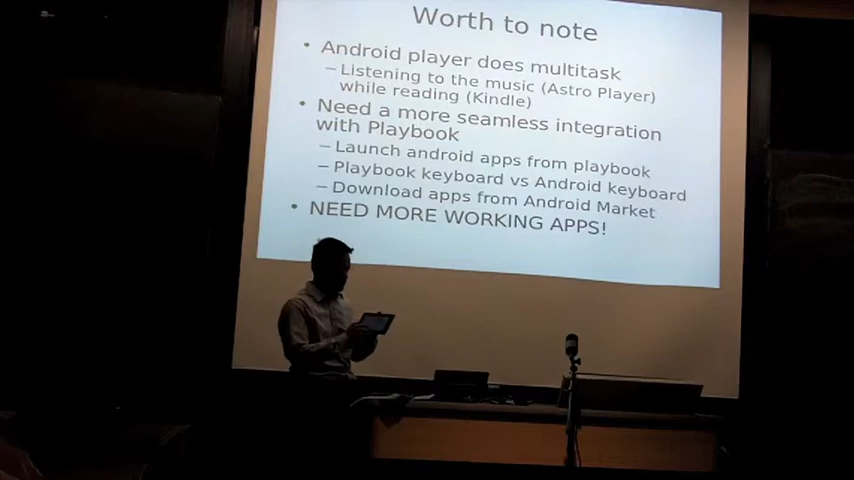 Worth to note
• Android player does multitask
– Listening to the music (Astro Player)
while reading (Kindle)
• Need a more seamless integration
with Playbook
– Launch android apps from playbook
– Playbook keyboard vs Android keyboard
– Download apps from Android Market
• NEED MORE WORKING APPS!